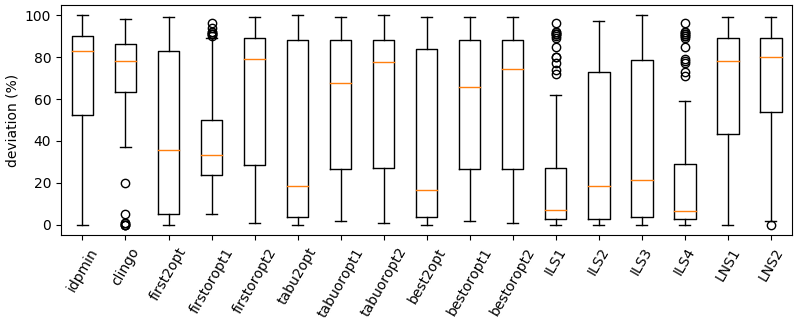 100
80
60
40
20
0
deviation (%)
idpmin
clingo
first2opt
firstoropt1
firstoropt2
tabu2opt
tabuoropt1
tabuoropt2
best2opt
bestoropt1
bestoropt2
ILS1
ILS2
ILS3
ILS4
LNS1
LNS2